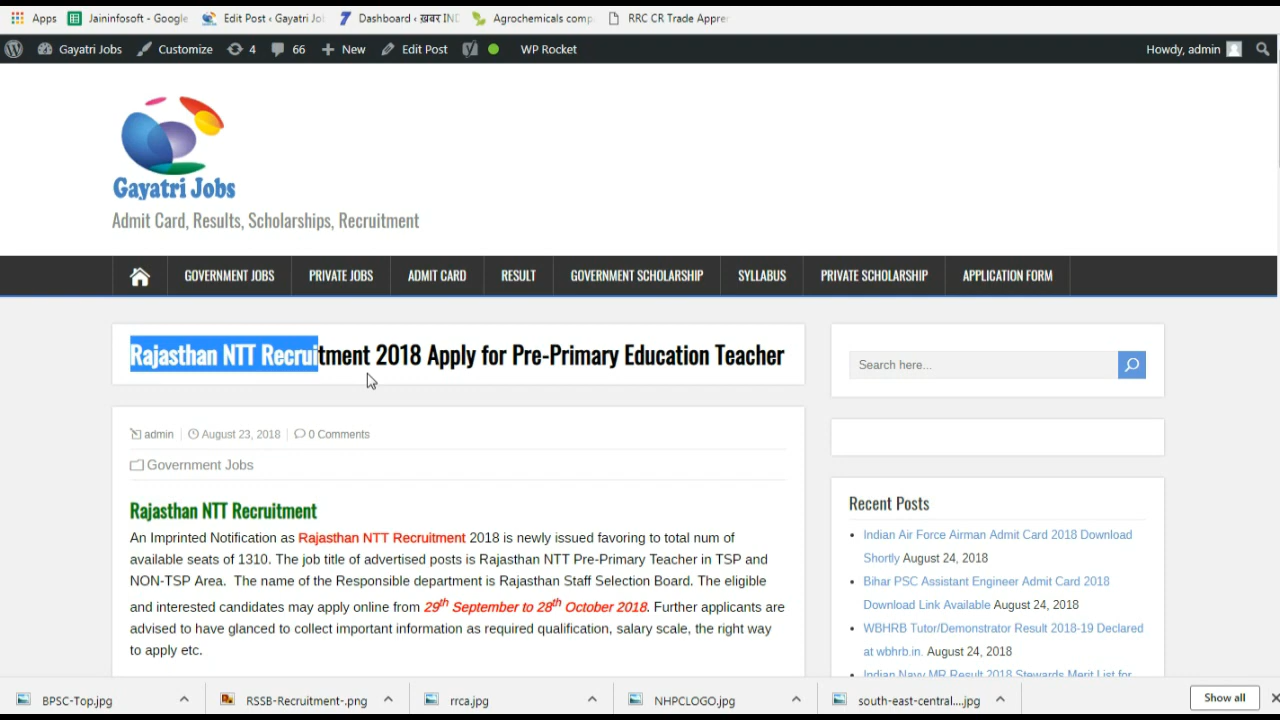 Apps Jaininfosoft - Google Edit Post ‹ Gayatri Jo Dashboard ‹ ख़बर IND Agrochemicals comp RRC CR Trade Appre
Gayatri Jobs Customize 4 66 New Edit Post WP Rocket Howdy, admin
Gayatri Jobs
Admit Card, Results, Scholarships, Recruitment
GOVERNMENT JOBS PRIVATE JOBS ADMIT CARD RESULT GOVERNMENT SCHOLARSHIP SYLLABUS PRIVATE SCHOLARSHIP APPLICATION FORM
Rajasthan NTT Recruitment 2018 Apply for Pre-Primary Education Teacher
admin August 23, 2018 0 Comments
Government Jobs
Rajasthan NTT Recruitment
An Imprinted Notification as Rajasthan NTT Recruitment 2018 is newly issued favoring to total num of
available seats of 1310. The job title of advertised posts is Rajasthan NTT Pre-Primary Teacher in TSP and
NON-TSP Area. The name of the Responsible department is Rajasthan Staff Selection Board. The eligible
and interested candidates may apply online from 29th September to 28th October 2018. Further applicants are
advised to have glanced to collect important information as required qualification, salary scale, the right way
to apply etc.
Search here...
Recent Posts
Indian Air Force Airman Admit Card 2018 Download
Shortly August 24, 2018
Bihar PSC Assistant Engineer Admit Card 2018
Download Link Available August 24, 2018
WBHRB Tutor/Demonstrator Result 2018-19 Declared
at wbhrb.in. August 24, 2018
Indian Navy MR Result 2018 Stewards Merit List for
BPSC-Top.jpg RSSB-Recruitment-.png rrca.jpg NHPCLOGO.jpg south-east-central....jpg Show all